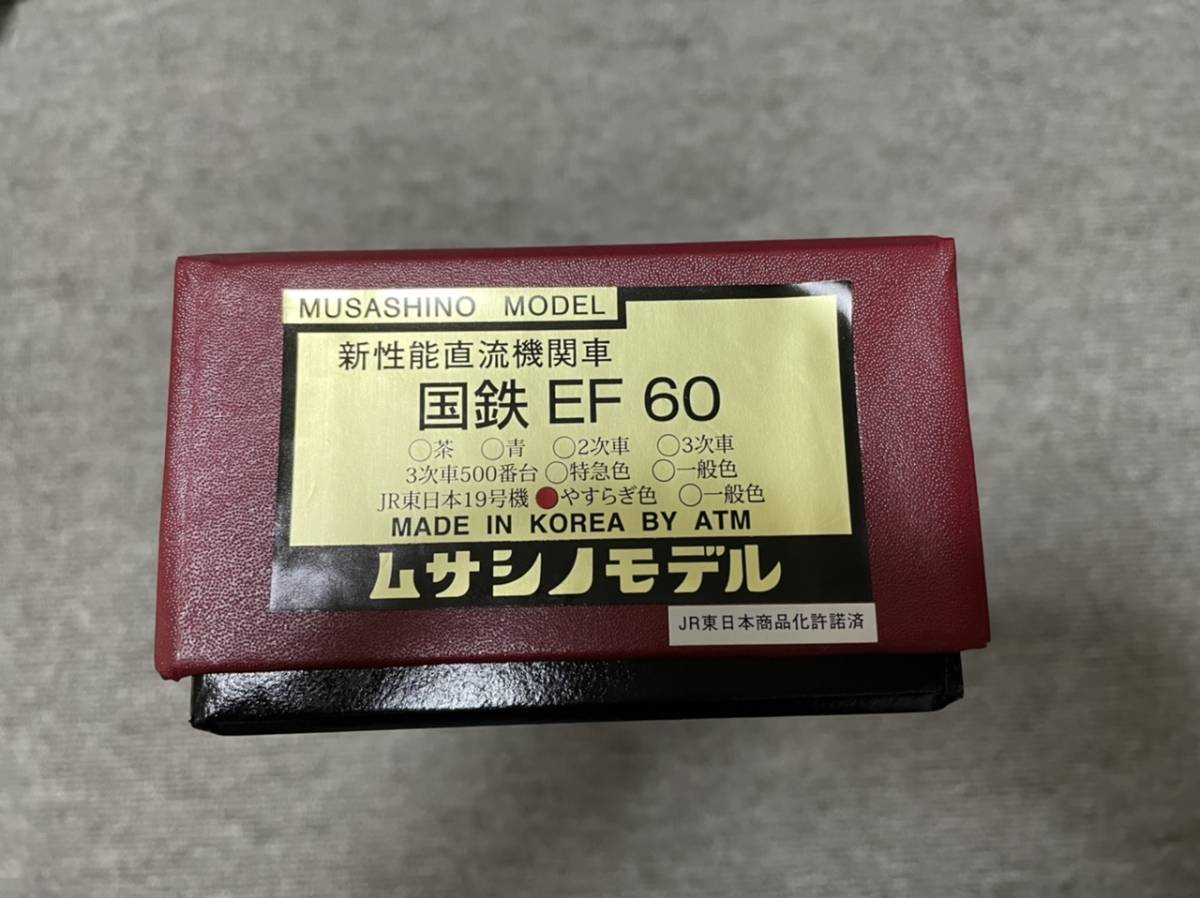 MUSASHINO MODEL
新性能直流機関車
国鉄 EF 60
○茶 ○青 ○2次車 ○3次車
3次車500番台 ○特急色 ○一般色
JR東日本19号機 ●やすらぎ色 ○一般色
MADE IN KOREA BY ATM
ムサシノモデル
JR東日本商品化許諾済